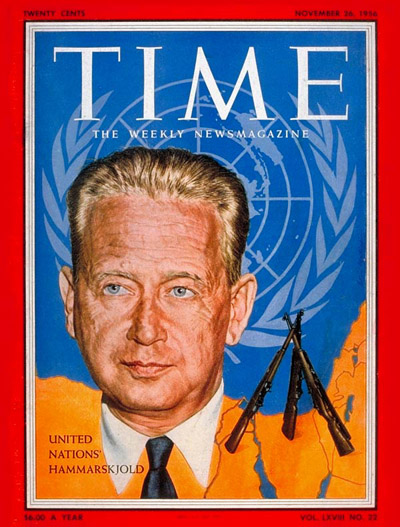 TWENTY CENTS
NOVEMBER 26, 1956
TIME
THE WEEKLY NEWSMAGAZINE
UNITED
NATIONS'
HAMMARSKJOLD
$6.00 A YEAR
VOL. LXVIII NO. 22